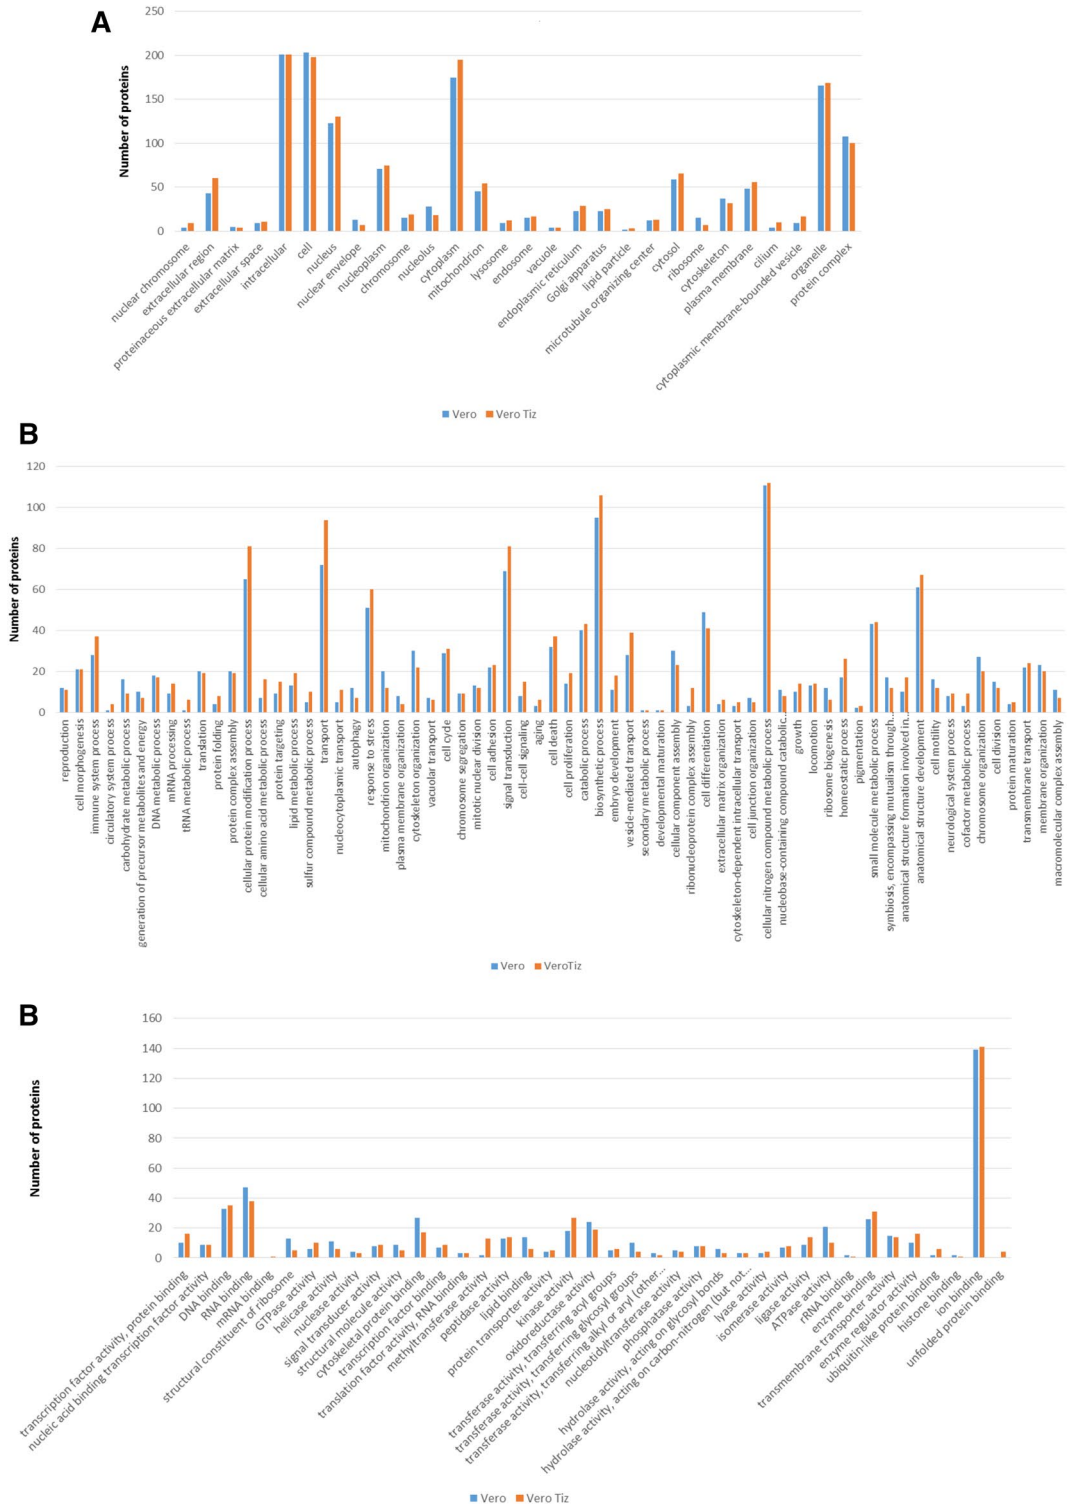 A
250
200
150
100
50
0
Number of proteins
nuclear chromosome
extracellular region
proteinaceous extracellular matrix
extracellular space
intracellular
cell
nucleus
nuclear envelope
nucleoplasm
chromosome
nucleolus
cytoplasm
mitochondrion
lysosome
endosome
vacuole
endoplasmic reticulum
Golgi apparatus
lipid particle
microtubule organizing center
cytosol
ribosome
cytoskeleton
plasma membrane
cilium
cytoplasmic membrane-bounded vesicle
organelle
protein complex
Vero Vero Tiz
B
120
100
80
60
40
20
0
Number of proteins
reproduction
cell morphogenesis
immune system process
circulatory system process
carbohydrate metabolic process
generation of precursor metabolites and energy
DNA metabolic process
mRNA processing
tRNA metabolic process
translation
protein folding
protein complex assembly
cellular protein modification process
cellular amino acid metabolic process
protein targeting
lipid metabolic process
sulfur compound metabolic process
transport
nucleocytoplasmic transport
autophagy
response to stress
mitochondrion organization
plasma membrane organization
cytoskeleton organization
vacuolar transport
cell cycle
chromosome segregation
mitotic nuclear division
cell adhesion
signal transduction
cell-cell signaling
aging
cell death
cell proliferation
catabolic process
biosynthetic process
embryo development
vesicle-mediated transport
secondary metabolic process
developmental maturation
cellular component assembly
ribonucleoprotein complex assembly
cell differentiation
extracellular matrix organization
cytoskeleton-dependent intracellular transport
cell junction organization
cellular nitrogen compound metabolic process
nucleobase-containing compound catabolic…
growth
locomotion
ribosome biogenesis
homeostatic process
pigmentation
small molecule metabolic process
symbiosis, encompassing mutualism through…
anatomical structure formation involved in…
anatomical structure development
cell motility
neurological system process
cofactor metabolic process
chromosome organization
cell division
protein maturation
transmembrane transport
membrane organization
macromolecular complex assembly
Vero VeroTiz
B
160
140
120
100
80
60
40
20
0
Number of proteins
transcription factor activity, protein binding
nucleic acid binding transcription factor activity
DNA binding
RNA binding
mRNA binding
structural constituent of ribosome
GTPase activity
helicase activity
nuclease activity
signal transducer activity
structural molecule activity
cytoskeletal protein binding
transcription factor binding
translation factor activity, RNA binding
methyltransferase activity
peptidase activity
lipid binding
protein transporter activity
kinase activity
oxidoreductase activity
transferase activity, transferring acyl groups
transferase activity, transferring glycosyl groups
transferase activity, transferring alkyl or aryl (other…
nucleotidyltransferase activity
phosphatase activity
hydrolase activity, acting on glycosyl bonds
hydrolase activity, acting on carbon-nitrogen (but not…
lyase activity
isomerase activity
ligase activity
ATPase activity
rRNA binding
enzyme binding
transmembrane transporter activity
enzyme regulator activity
ubiquitin-like protein binding
histone binding
ion binding
unfolded protein binding
Vero Vero Tiz